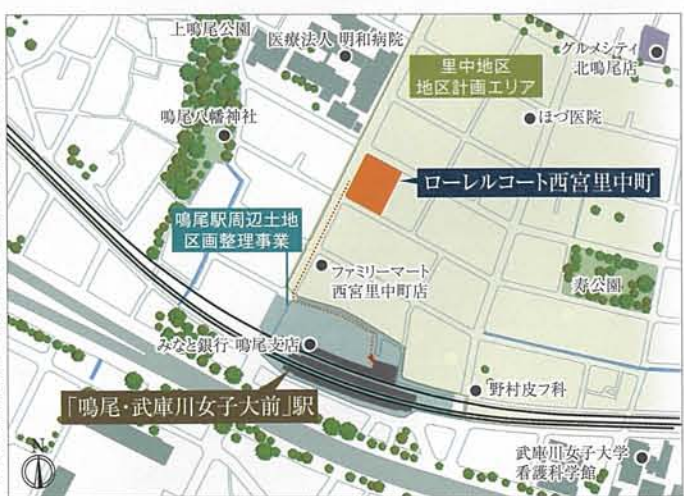 上鳴尾公園
医療法人 明和病院
グルメシティ
北鳴尾店
里中地区
地区計画エリア
ほづ医院
鳴尾八幡神社
ローレルコート西宮里中町
鳴尾駅周辺土地
区画整理事業
ファミリーマート
西宮里中町店
寿公園
みなと銀行 鳴尾支店
野村皮フ科
「鳴尾・武庫川女子大前」駅
武庫川女子大学
看護科学館
N